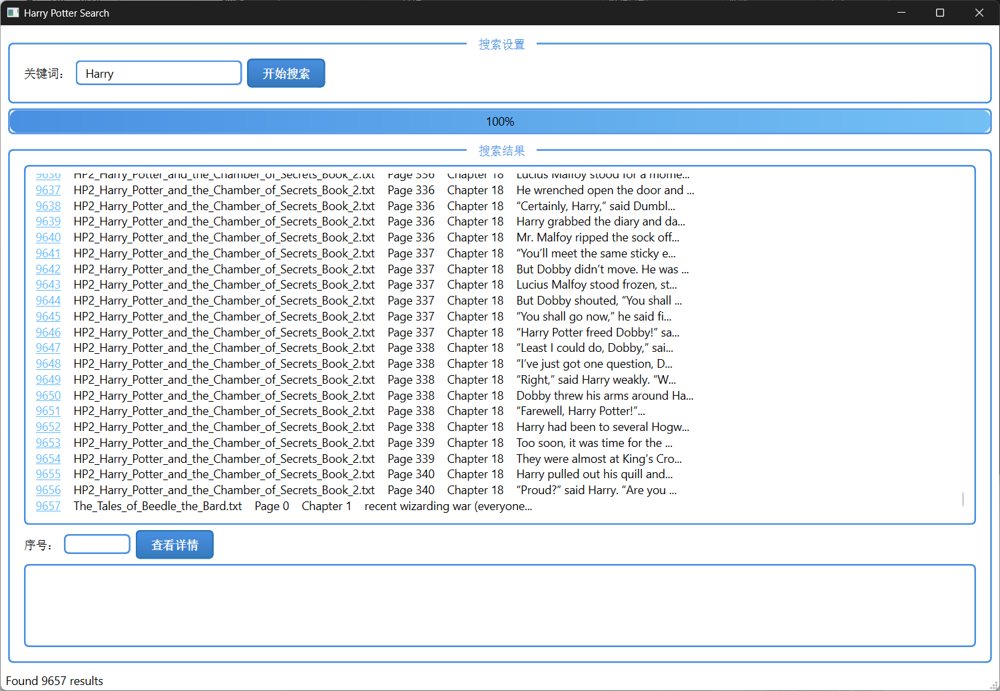 Harry Potter Search
搜索设置
关键词： Harry 开始搜索
100%
搜索结果
9636 HP2_Harry_Potter_and_the_Chamber_of_Secrets_Book_2.txt Page 336 Chapter 18 Lucius Malfoy stood for a mome...
9637 HP2_Harry_Potter_and_the_Chamber_of_Secrets_Book_2.txt Page 336 Chapter 18 He wrenched open the door and ...
9638 HP2_Harry_Potter_and_the_Chamber_of_Secrets_Book_2.txt Page 336 Chapter 18 “Certainly, Harry,” said Dumbl...
9639 HP2_Harry_Potter_and_the_Chamber_of_Secrets_Book_2.txt Page 336 Chapter 18 Harry grabbed the diary and da...
9640 HP2_Harry_Potter_and_the_Chamber_of_Secrets_Book_2.txt Page 336 Chapter 18 Mr. Malfoy ripped the sock off...
9641 HP2_Harry_Potter_and_the_Chamber_of_Secrets_Book_2.txt Page 337 Chapter 18 “You’ll meet the same sticky e...
9642 HP2_Harry_Potter_and_the_Chamber_of_Secrets_Book_2.txt Page 337 Chapter 18 But Dobby didn’t move. He was ...
9643 HP2_Harry_Potter_and_the_Chamber_of_Secrets_Book_2.txt Page 337 Chapter 18 Lucius Malfoy stood frozen, st...
9644 HP2_Harry_Potter_and_the_Chamber_of_Secrets_Book_2.txt Page 337 Chapter 18 But Dobby shouted, “You shall ...
9645 HP2_Harry_Potter_and_the_Chamber_of_Secrets_Book_2.txt Page 337 Chapter 18 “You shall go now,” he said fi...
9646 HP2_Harry_Potter_and_the_Chamber_of_Secrets_Book_2.txt Page 337 Chapter 18 “Harry Potter freed Dobby!” sa...
9647 HP2_Harry_Potter_and_the_Chamber_of_Secrets_Book_2.txt Page 338 Chapter 18 “Least I could do, Dobby,” sai...
9648 HP2_Harry_Potter_and_the_Chamber_of_Secrets_Book_2.txt Page 338 Chapter 18 “I’ve just got one question, D...
9649 HP2_Harry_Potter_and_the_Chamber_of_Secrets_Book_2.txt Page 338 Chapter 18 “Right,” said Harry weakly. “W...
9650 HP2_Harry_Potter_and_the_Chamber_of_Secrets_Book_2.txt Page 338 Chapter 18 Dobby threw his arms around Ha...
9651 HP2_Harry_Potter_and_the_Chamber_of_Secrets_Book_2.txt Page 338 Chapter 18 “Farewell, Harry Potter!”...
9652 HP2_Harry_Potter_and_the_Chamber_of_Secrets_Book_2.txt Page 338 Chapter 18 Harry had been to several Hogw...
9653 HP2_Harry_Potter_and_the_Chamber_of_Secrets_Book_2.txt Page 339 Chapter 18 Too soon, it was time for the ...
9654 HP2_Harry_Potter_and_the_Chamber_of_Secrets_Book_2.txt Page 339 Chapter 18 They were almost at King’s Cro...
9655 HP2_Harry_Potter_and_the_Chamber_of_Secrets_Book_2.txt Page 340 Chapter 18 Harry pulled out his quill and...
9656 HP2_Harry_Potter_and_the_Chamber_of_Secrets_Book_2.txt Page 340 Chapter 18 “Proud?” said Harry. “Are you ...
9657 The_Tales_of_Beedle_the_Bard.txt Page 0 Chapter 1 recent wizarding war (everyone...
序号： 查看详情
Found 9657 results